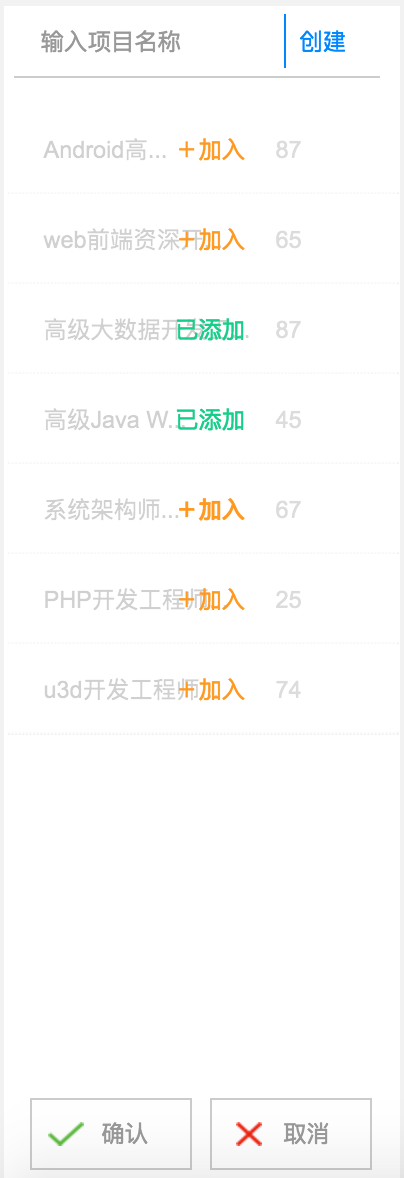 输入项目名称 创建
Android高... +加入 87
web前端资深开... +加入 65
高级大数据开发... 已添加 87
高级Java W... 已添加 45
系统架构师... +加入 67
PHP开发工程师 +加入 25
u3d开发工程师 +加入 74
确认 取消